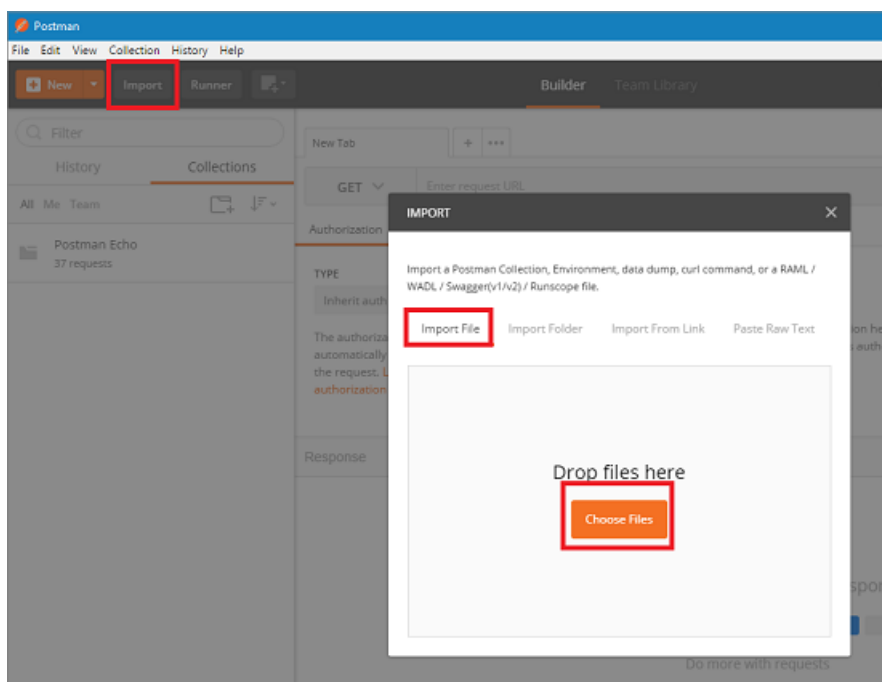 Postman
File Edit View Collection History Help
New Import Runner Builder Team Library
Filter
New Tab
History Collections
GET Enter request URL
All Me Team
IMPORT
Authorization
Postman Echo
37 requests
TYPE
Import a Postman Collection, Environment, data dump, curl command, or a RAML /
WADL / Swagger(v1/v2) / Runscope file.
Inherit auth
Import File Import Folder Import From Link Paste Raw Text
The authoriza
automatically
the request. L
authorization
auth
Response
Drop files here
Choose Files
Do more with requests